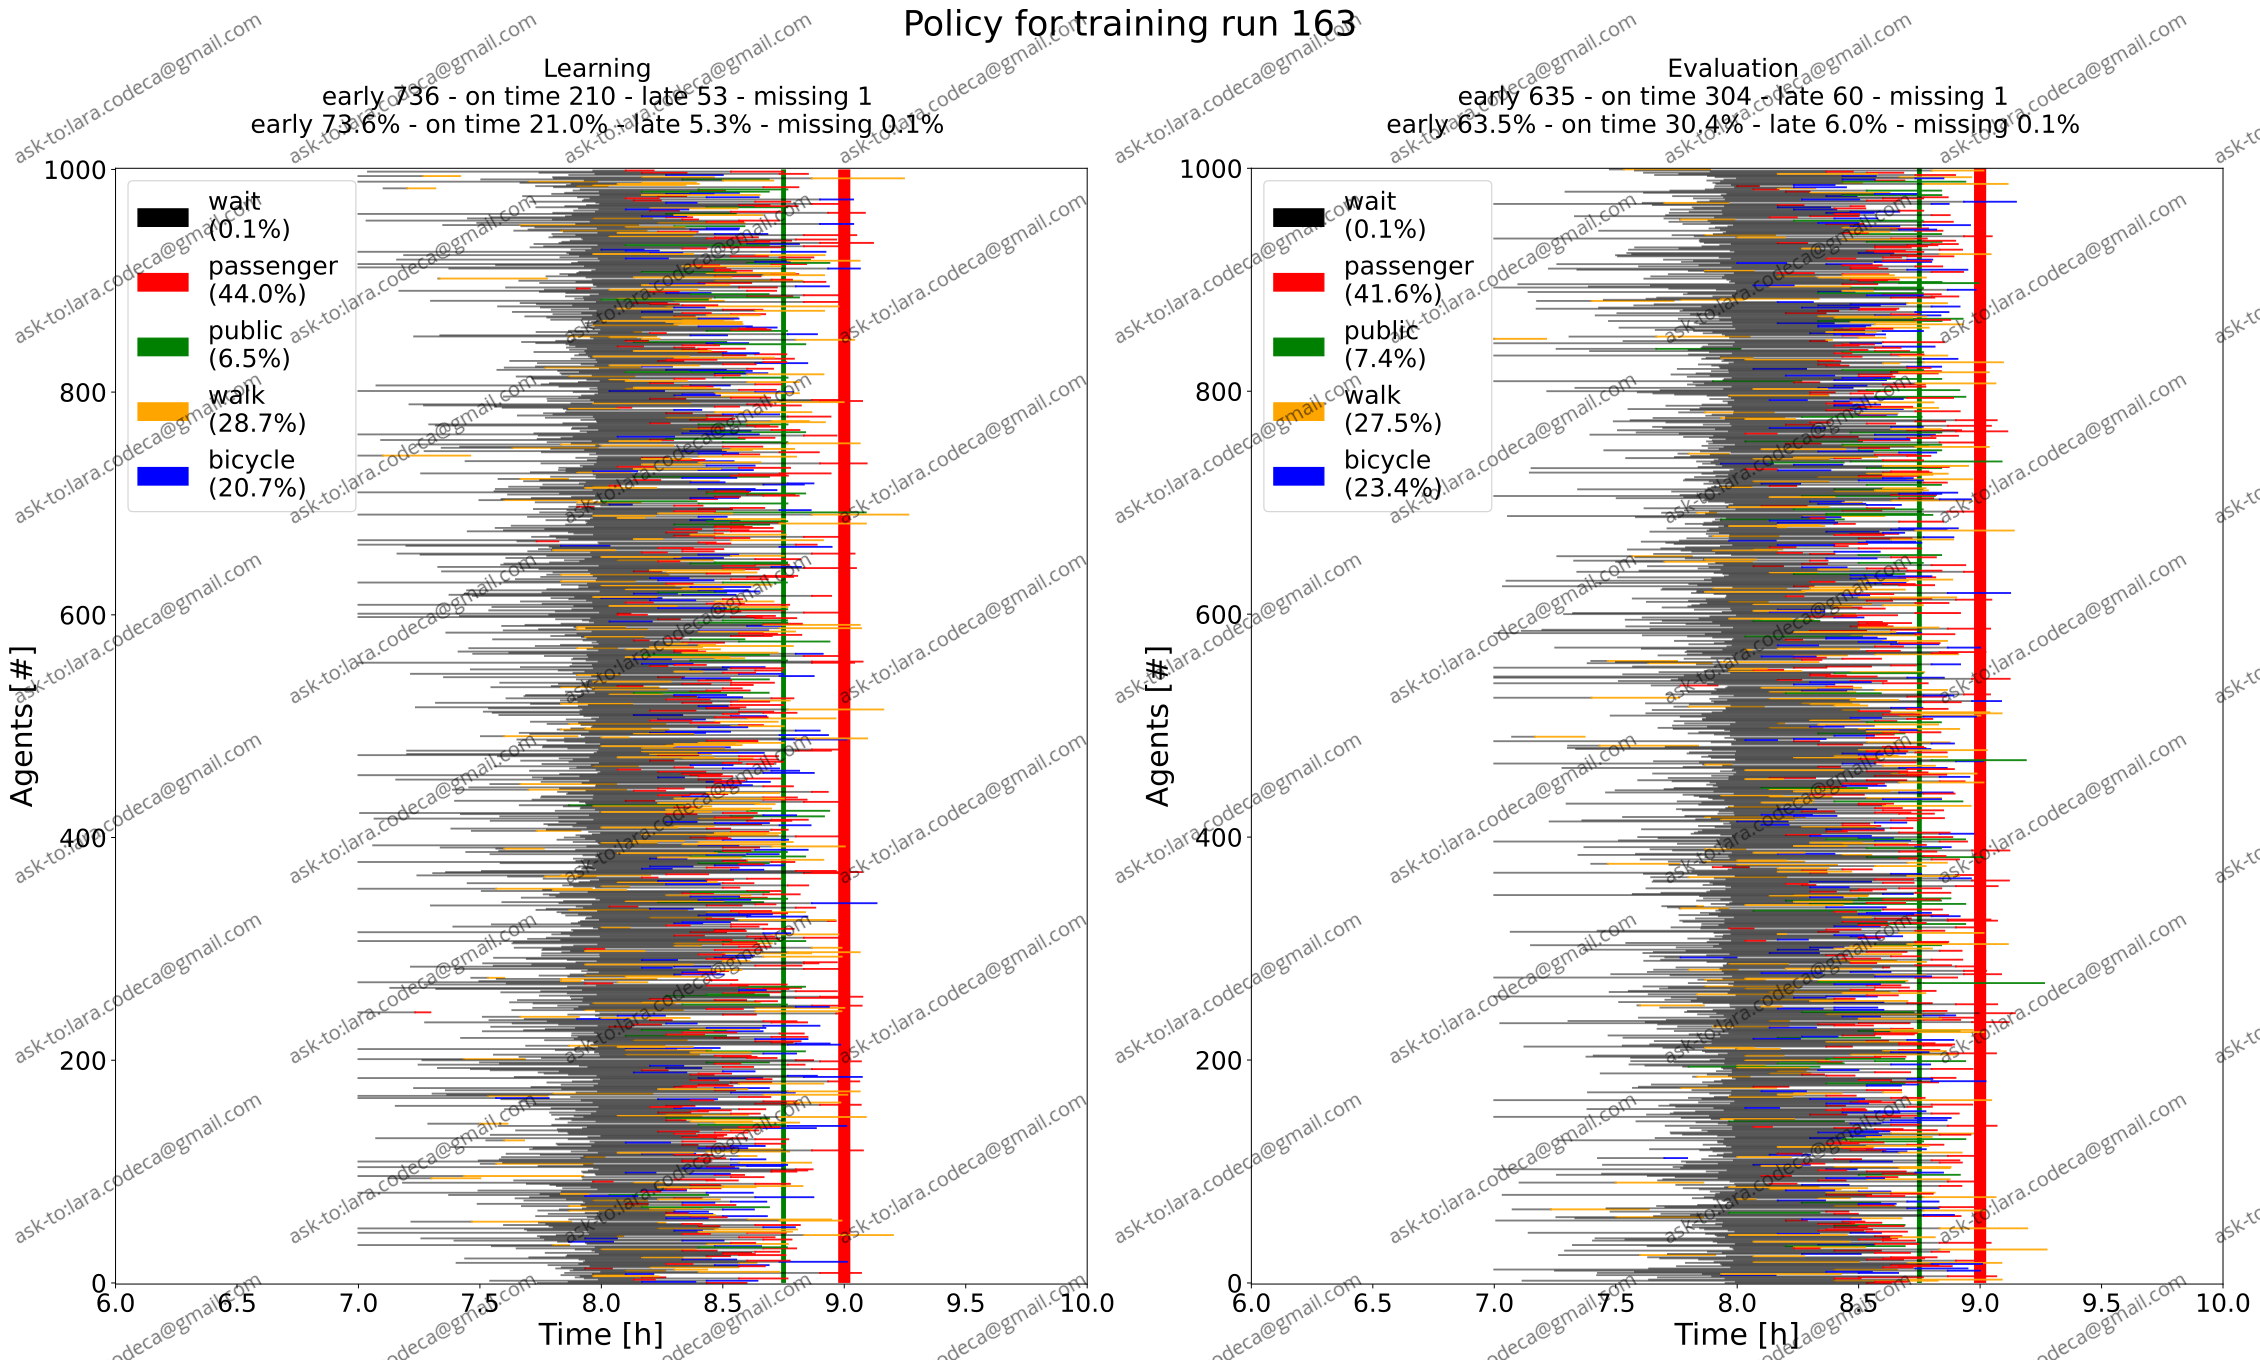 Policy for training run 163
Learning
early 736 - on time 210 - late 53 - missing 1
early 73.6% - on time 21.0% - late 5.3% - missing 0.1%
1000
800
600
400
200
0
Agents [#]
wait
(0.1%)
passenger
(44.0%)
public
(6.5%)
walk
(28.7%)
bicycle
(20.7%)
6.0 6.5 7.0 7.5 8.0 8.5 9.0 9.5 10.0
Time [h]
Evaluation
early 635 - on time 304 - late 60 - missing 1
early 63.5% - on time 30.4% - late 6.0% - missing 0.1%
1000
800
600
400
200
0
Agents [#]
wait
(0.1%)
passenger
(41.6%)
public
(7.4%)
walk
(27.5%)
bicycle
(23.4%)
6.0 6.5 7.0 7.5 8.0 8.5 9.0 9.5 10.0
Time [h]
ask-to:lara.codeca@gmail.com